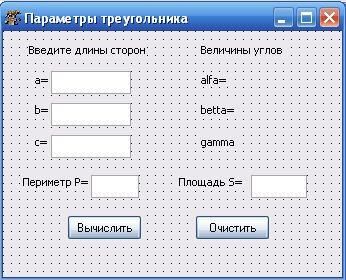 Параметры треугольника
Введите длины сторон Величины углов
a= alfa=
b= betta=
c= gamma
Периметр P= Площадь S=
Вычислить Очистить